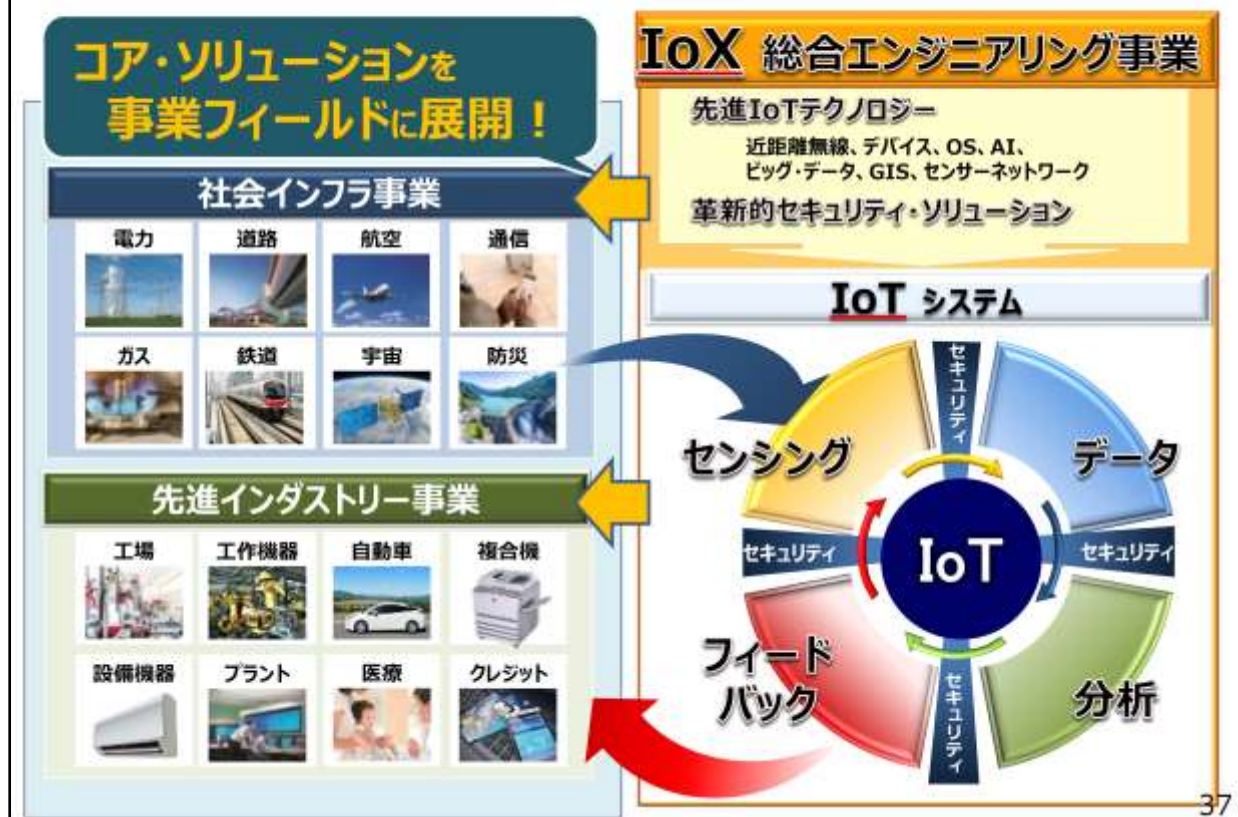 コア・ソリューションを
事業フィールドに展開！
社会インフラ事業
電力 道路 航空 通信
ガス 鉄道 宇宙 防災
先進インダストリー事業
工場 工作機器 自動車 複合機
設備機器 プラント 医療 クレジット
IoX 総合エンジニアリング事業
先進IoTテクノロジー
近距離無線、デバイス、OS、AI、
ビッグ・データ、GIS、センサーネットワーク
革新的セキュリティ・ソリューション
IoT システム
セキュリティ
センシング
データ
セキュリティ
IoT
セキュリティ
フィード
バック
分析
セキュリティ
37